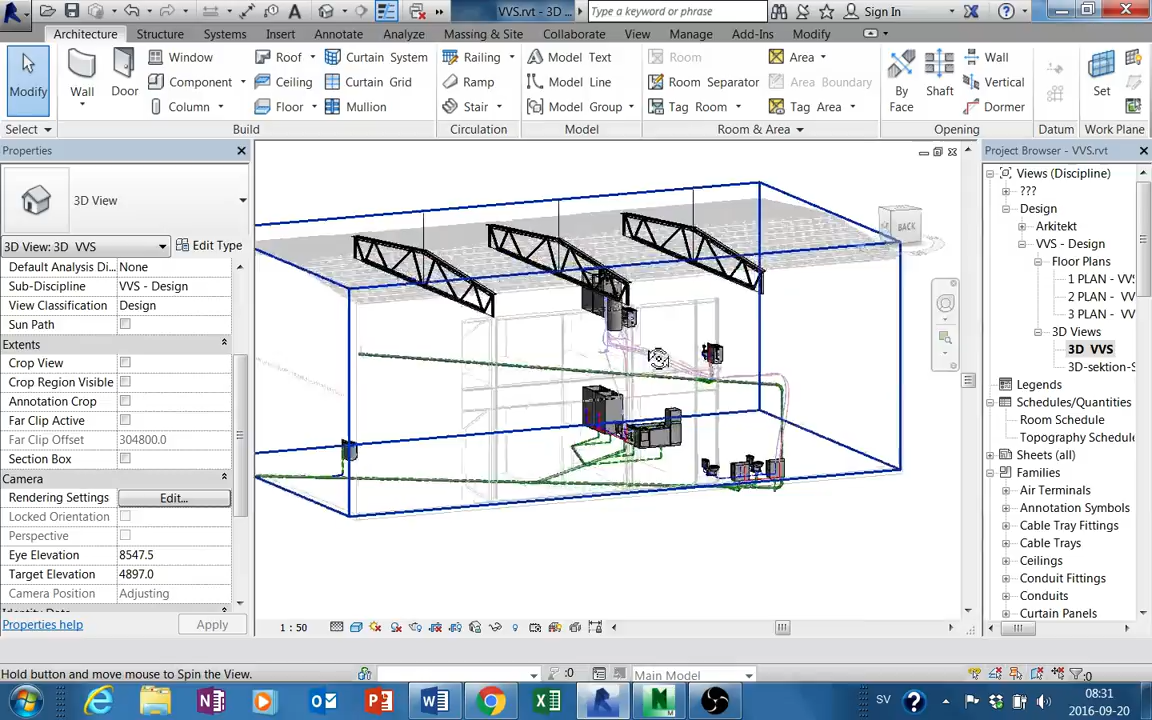 VVS.rvt - 3D ... Type a keyword or phrase Sign In
Architecture Structure Systems Insert Annotate Analyze Massing & Site Collaborate View Manage Add-Ins Modify
Modify Wall Door Window Roof Curtain System Railing Model Text Room Area By Face Shaft Wall Set
Component Ceiling Curtain Grid Ramp Model Line Room Separator Area Boundary Vertical
Column Floor Mullion Stair Model Group Tag Room Tag Area Dormer
Select Build Circulation Model Room & Area Opening Datum Work Plane
Properties
3D View
3D View: 3D VVS Edit Type
Default Analysis Di... None
Sub-Discipline VVS - Design
View Classification Design
Sun Path
Extents
Crop View
Crop Region Visible
Annotation Crop
Far Clip Active
Far Clip Offset 304800.0
Section Box
Camera
Rendering Settings Edit...
Locked Orientation
Perspective
Eye Elevation 8547.5
Target Elevation 4897.0
Camera Position Adjusting
Identity Data
Properties help Apply
BACK
1 : 50
Project Browser - VVS.rvt
Views (Discipline)
???
Design
Arkitekt
VVS - Design
Floor Plans
1 PLAN - VV
2 PLAN - VV
3 PLAN - VV
3D Views
3D VVS
3D-sektion-S
Legends
Schedules/Quantities
Room Schedule
Topography Schedule
Sheets (all)
Families
Air Terminals
Annotation Symbols
Cable Tray Fittings
Cable Trays
Ceilings
Conduit Fittings
Conduits
Curtain Panels
Hold button and move mouse to Spin the View. :0 Main Model :0
SV 08:31
2016-09-20